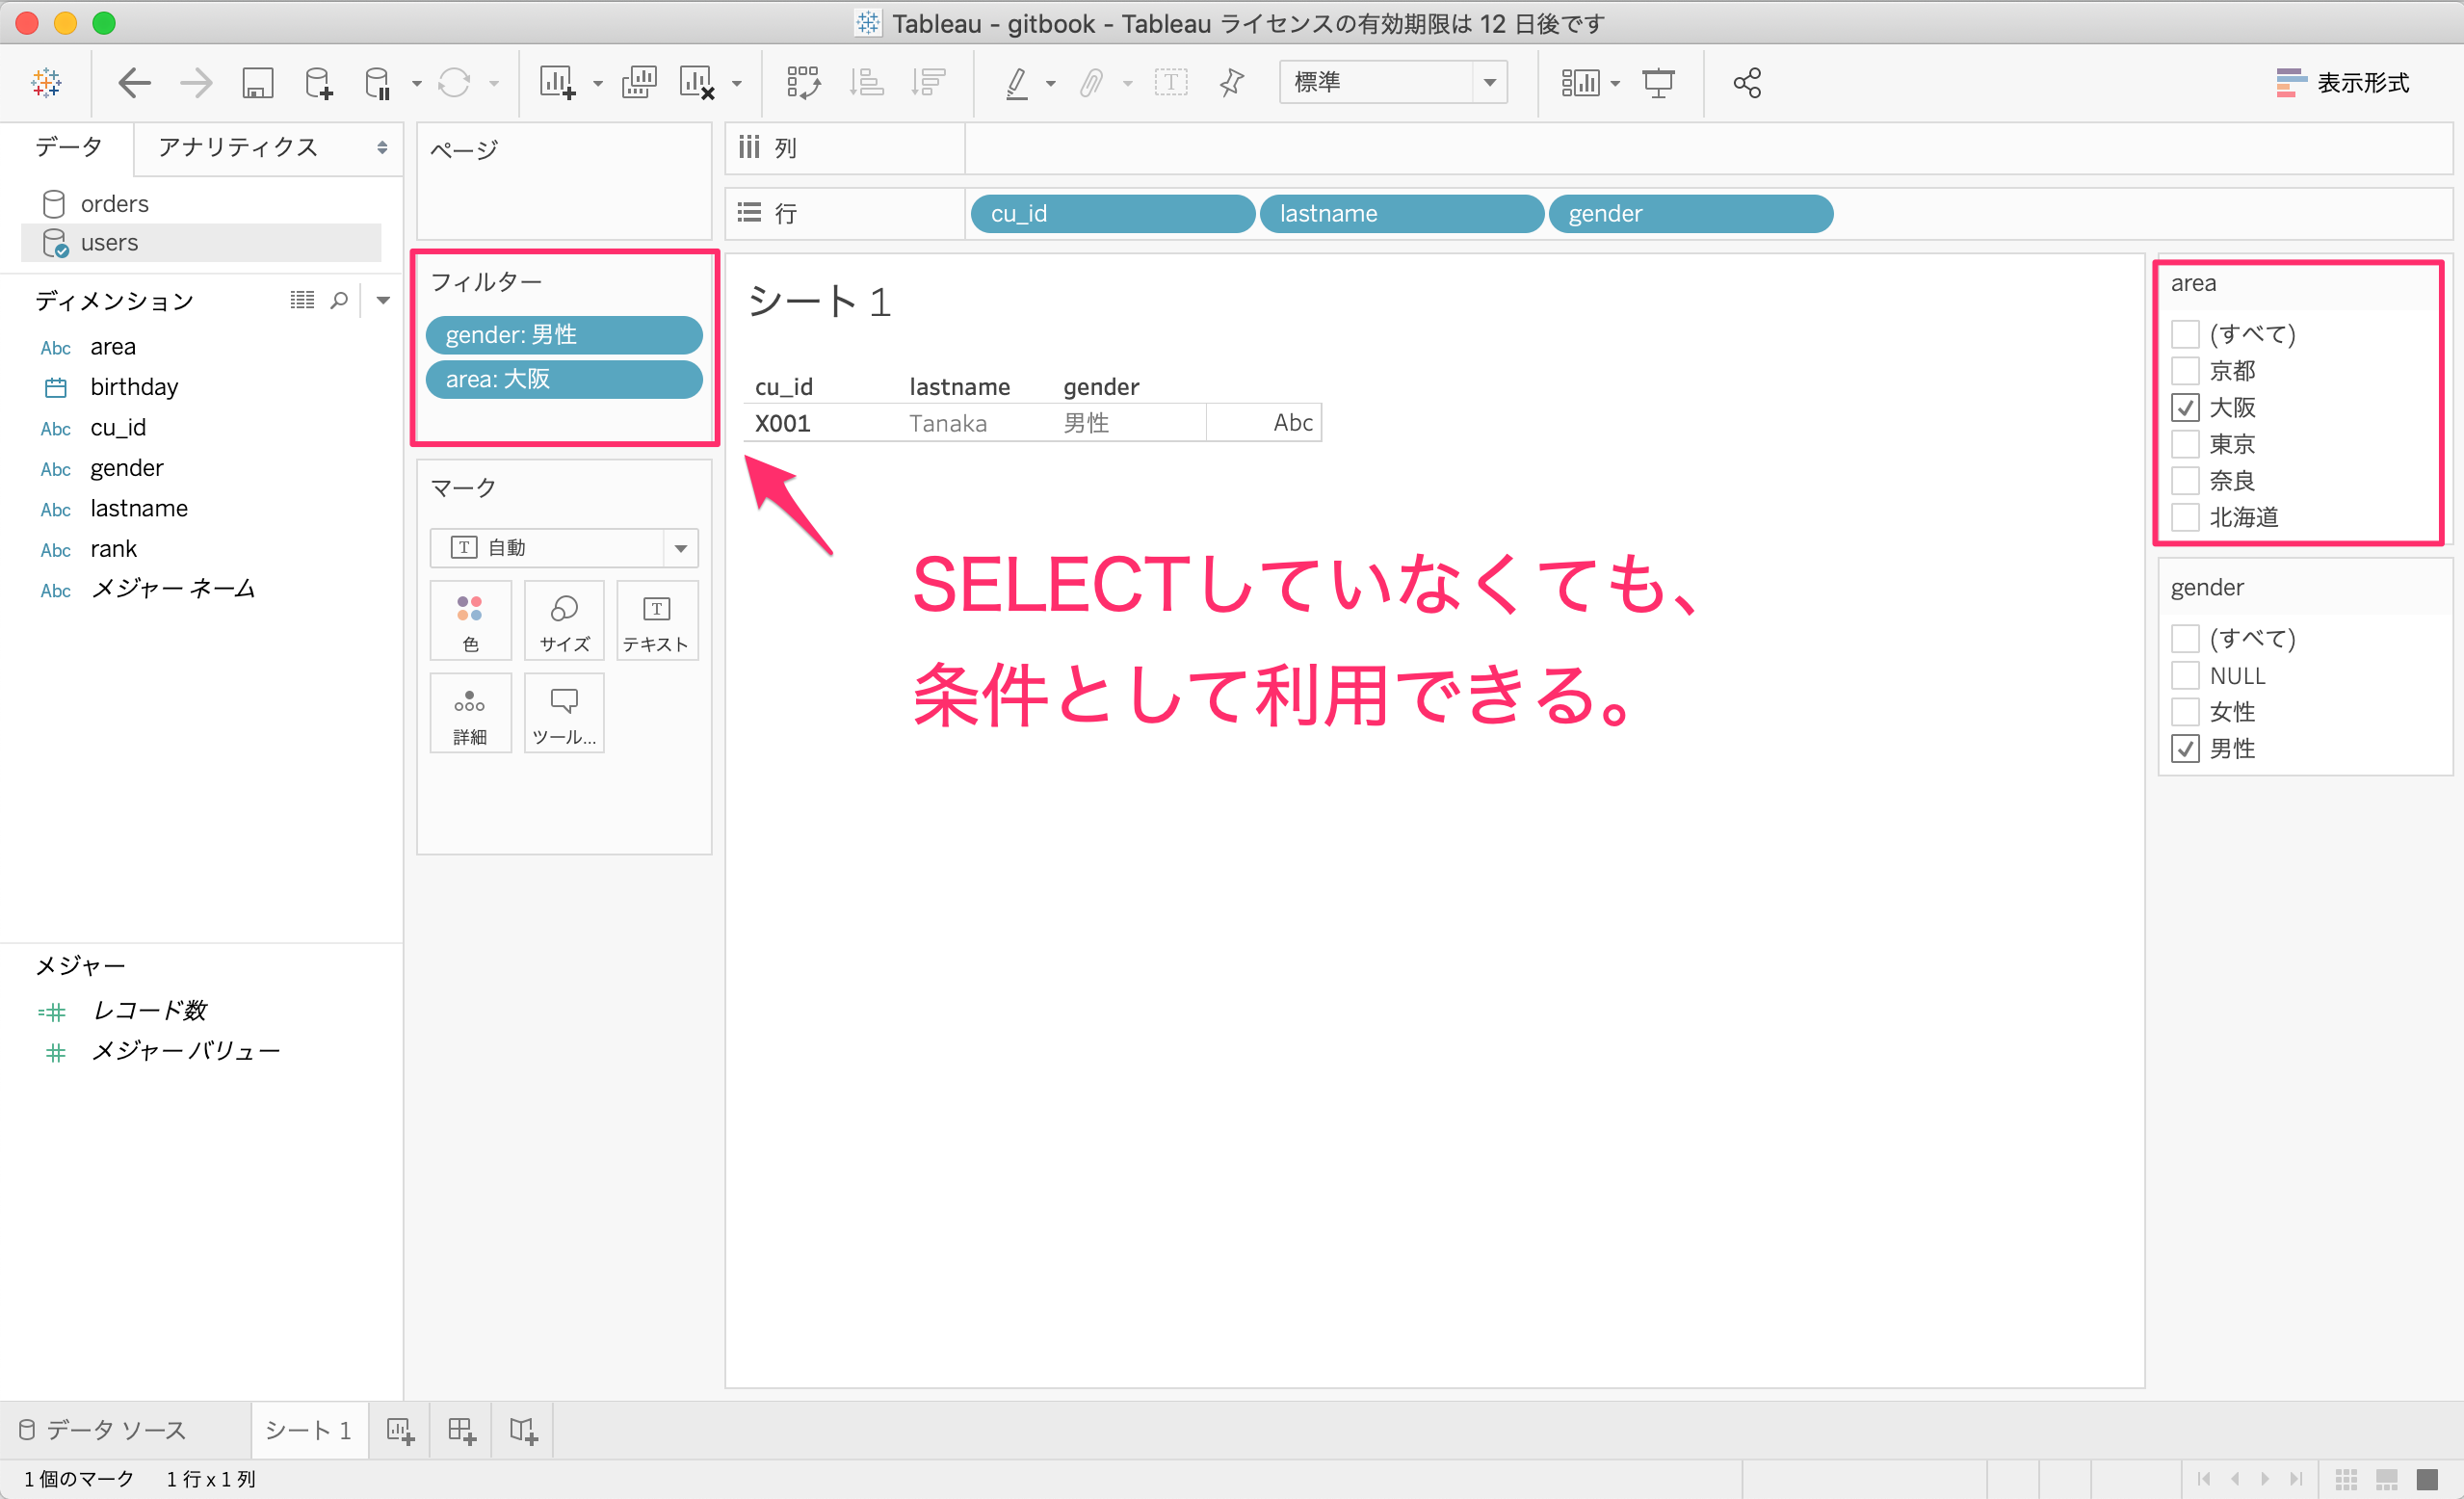 Tableau - gitbook - Tableau ライセンスの有効期限は 12 日後です
標準
表示形式
データ
アナリティクス
orders
users
ディメンション
Abc area
birthday
Abc cu_id
Abc gender
Abc lastname
Abc rank
Abc メジャー ネーム
メジャー
レコード数
メジャー バリュー
ページ
フィルター
gender: 男性
area: 大阪
マーク
T 自動
色
サイズ
T
テキスト
詳細
ツール...
列
行
cu_id lastname gender
シート 1
cu_id lastname gender
X001 Tanaka 男性 Abc
SELECTしていなくても、
条件として利用できる。
area
(すべて)
京都
大阪
東京
奈良
北海道
gender
(すべて)
NULL
女性
男性
データ ソース
シート 1
1 個のマーク 1 行 x 1 列